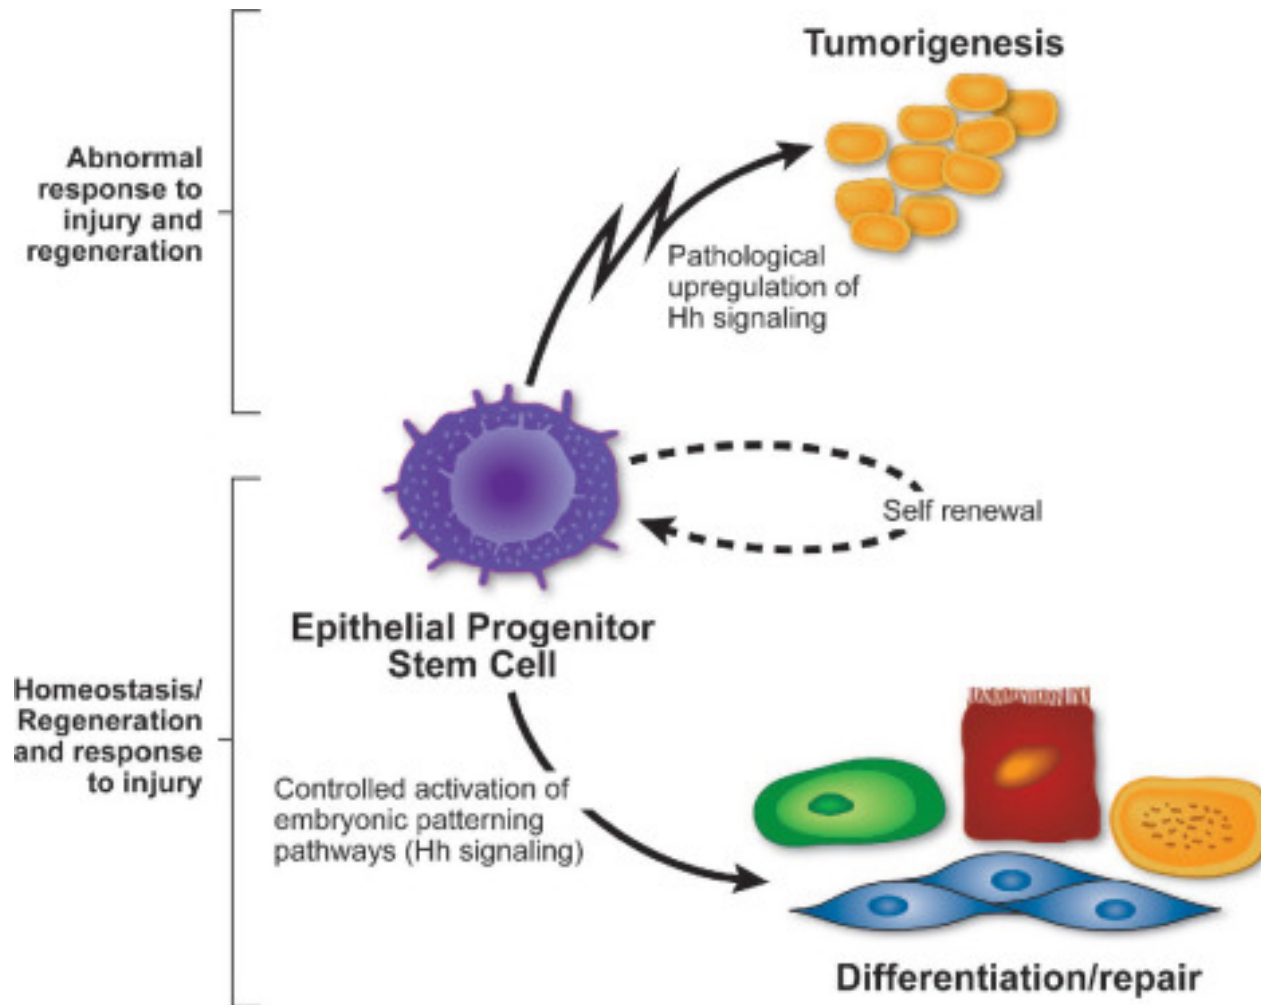 Tumorigenesis
Abnormal
response to
injury and
regeneration
Pathological
upregulation of
Hh signaling
Self renewal
Epithelial Progenitor
Stem Cell
Homeostasis/
Regeneration
and response
to injury
Controlled activation of
embryonic patterning
pathways (Hh signaling)
Differentiation/repair